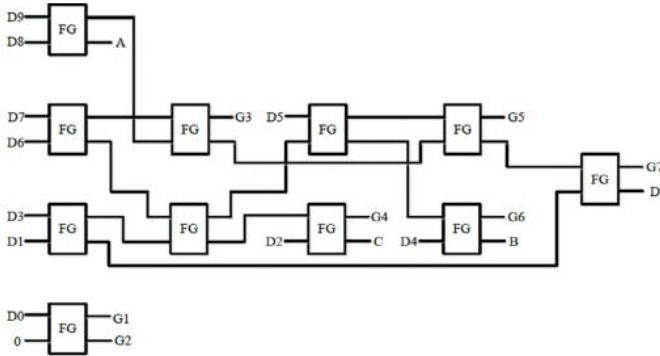 D9 FG
D8 A
D7 FG FG G3 D5 FG FG G5
D6
FG G7
D
D3 FG FG FG G4 FG G6
D1 D2 C D4 B
D0 FG G1
0 G2